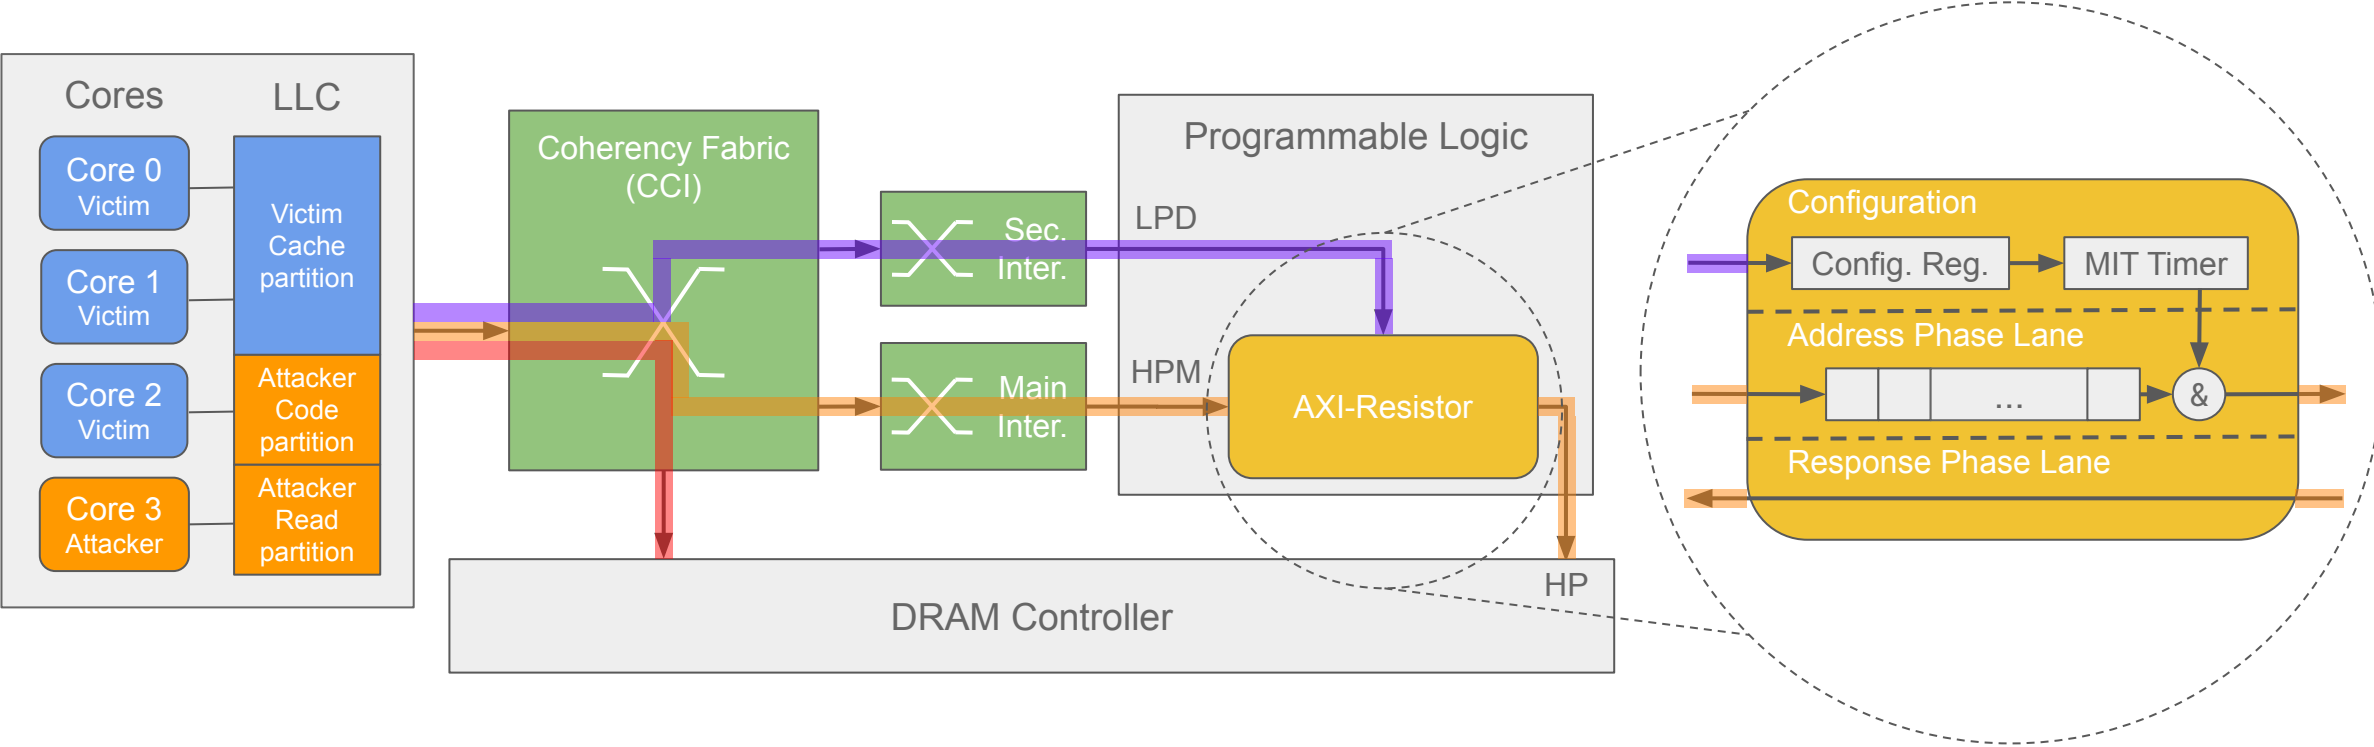 Cores
LLC
Core 0
Victim
Core 1
Victim
Core 2
Victim
Core 3
Attacker
Victim
Cache
partition
Attacker
Code
partition
Attacker
Read
partition
Coherency Fabric
(CCI)
Sec.
Inter.
Main
Inter.
Programmable Logic
LPD
HPM
AXI-Resistor
HP
DRAM Controller
Configuration
Config. Reg.
MIT Timer
Address Phase Lane
...
&
Response Phase Lane